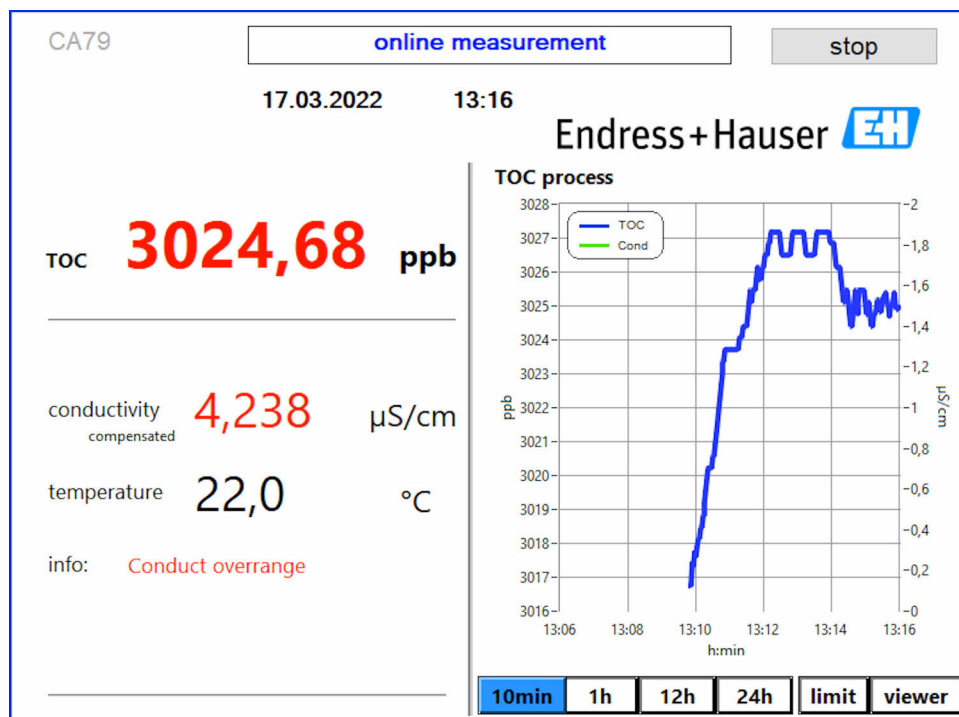 CA79
online measurement
stop
17.03.2022 13:16
Endress+Hauser EH
TOC 3024,68 ppb
conductivity 4,238 µS/cm
compensated
temperature 22,0 °C
info: Conduct overrange
TOC process
TOC
Cond
3028
3027
3026
3025
3024
3023
3022
3021
3020
3019
3018
3017
3016
ppb
2
1,8
1,6
1,4
1,2
1
0,8
0,6
0,4
0,2
0
µS/cm
13:06 13:08 13:10 13:12 13:14 13:16
h:min
10min 1h 12h 24h limit viewer